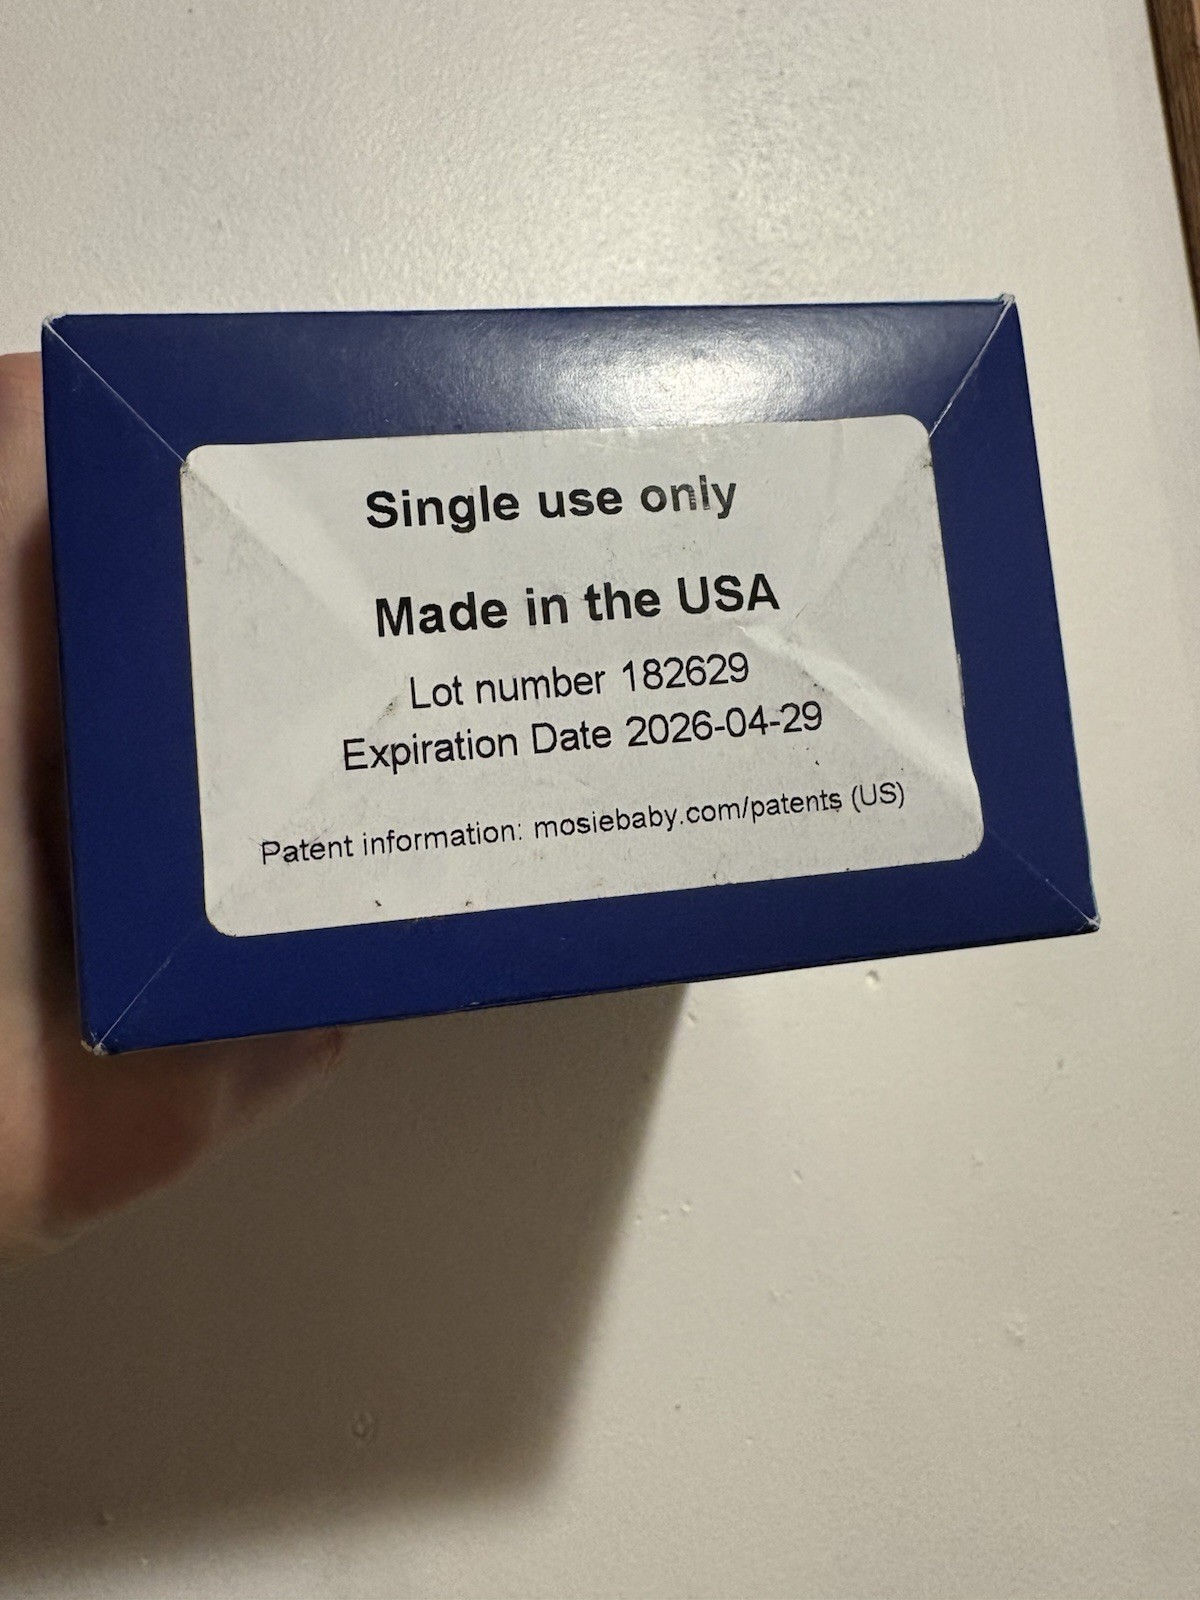 Single use only
Made in the USA
Lot number 182629
Expiration Date 2026-04-29
Patent information: mosiebaby.com/patents (US)